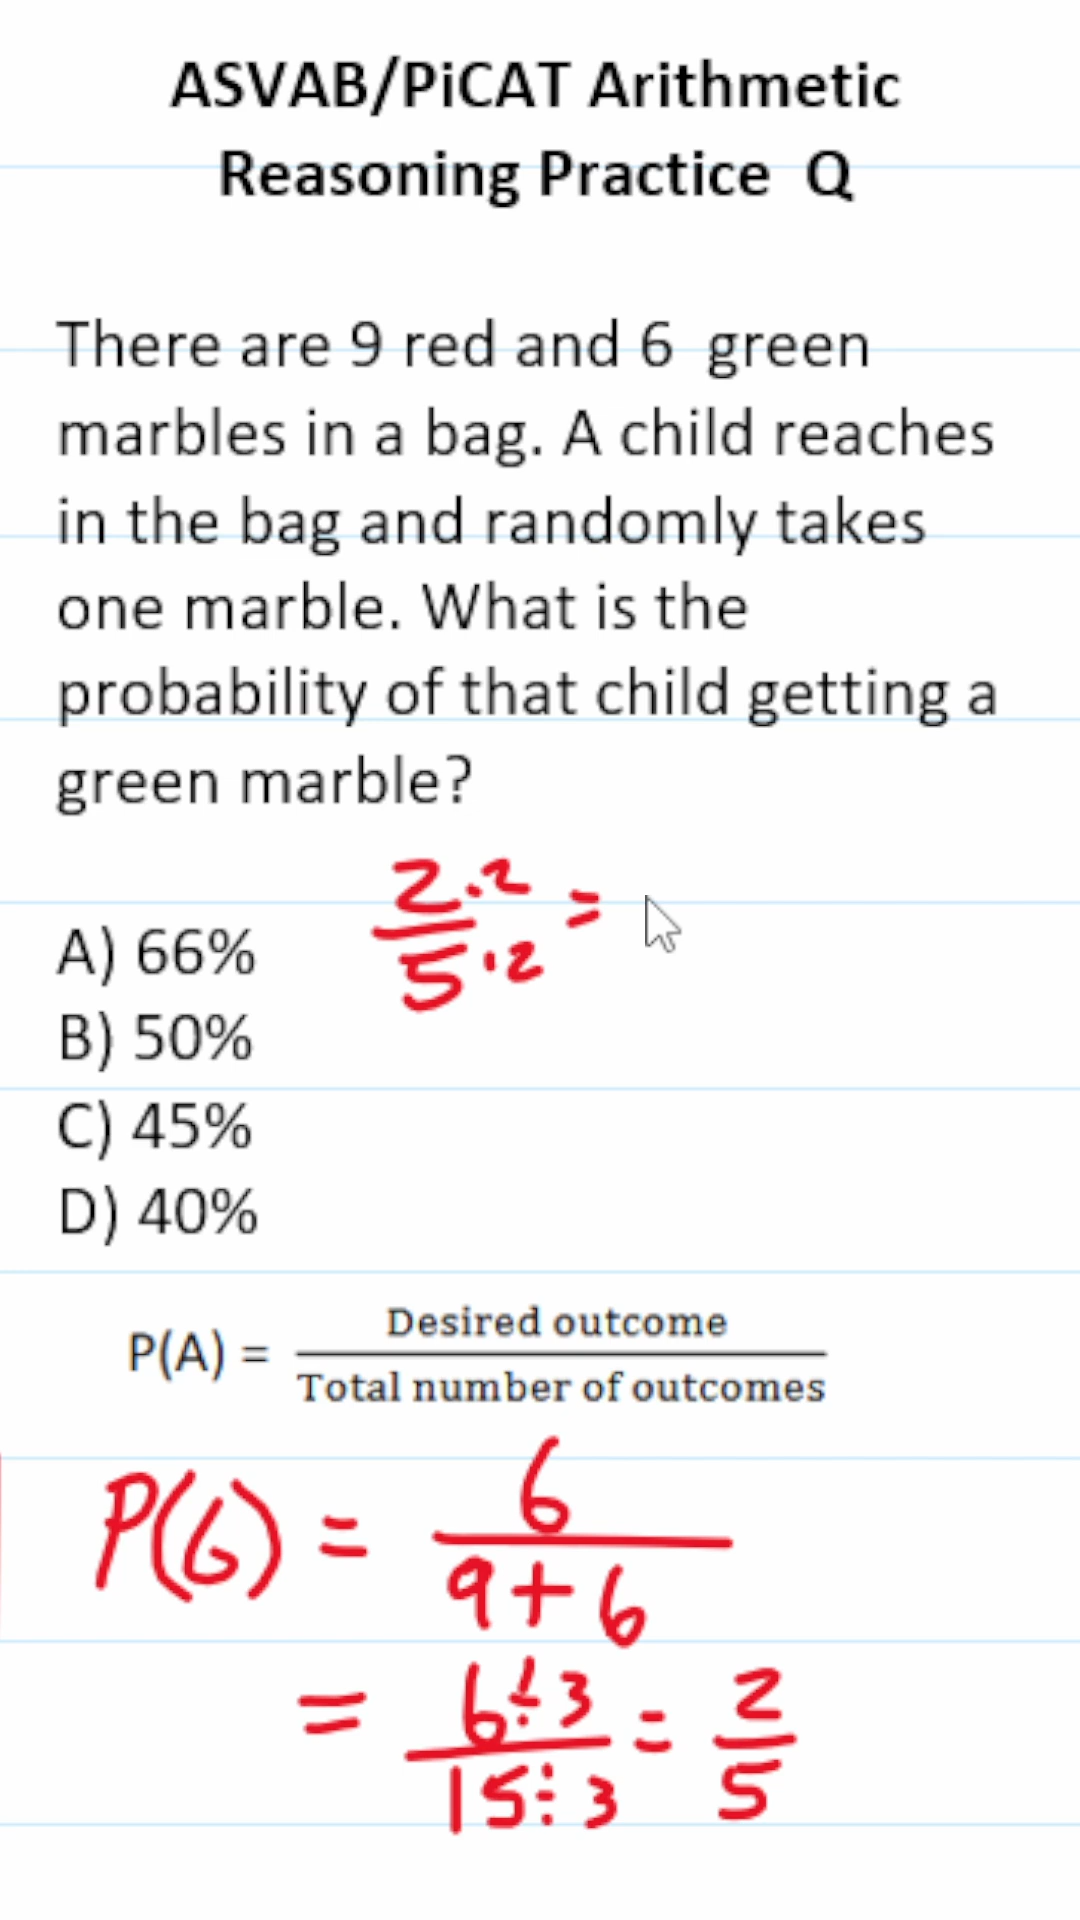 ASVAB/PiCAT Arithmetic
Reasoning Practice Q
There are 9 red and 6 green
marbles in a bag. A child reaches
in the bag and randomly takes
one marble. What is the
probability of that child getting a
green marble?
2·2
5·2 =
A) 66%
B) 50%
C) 45%
D) 40%
P(A) = Desired outcome
Total number of outcomes
P(G) = 6
9+6
= 6÷3 = 2
15÷3 5